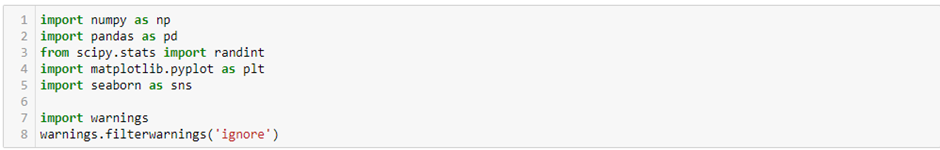 1 import numpy as np
2 import pandas as pd
3 from scipy.stats import randint
4 import matplotlib.pyplot as plt
5 import seaborn as sns
6
7 import warnings
8 warnings.filterwarnings('ignore')